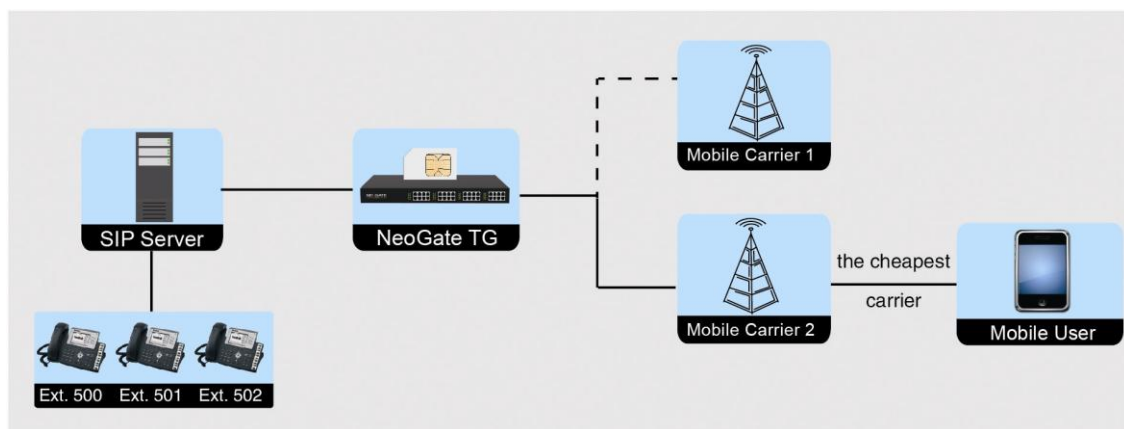 Mobile Carrier 1
SIP Server
NEOGATE
NeoGate TG
the cheapest
carrier
Mobile Carrier 2
Mobile User
Ext. 500 Ext. 501 Ext. 502